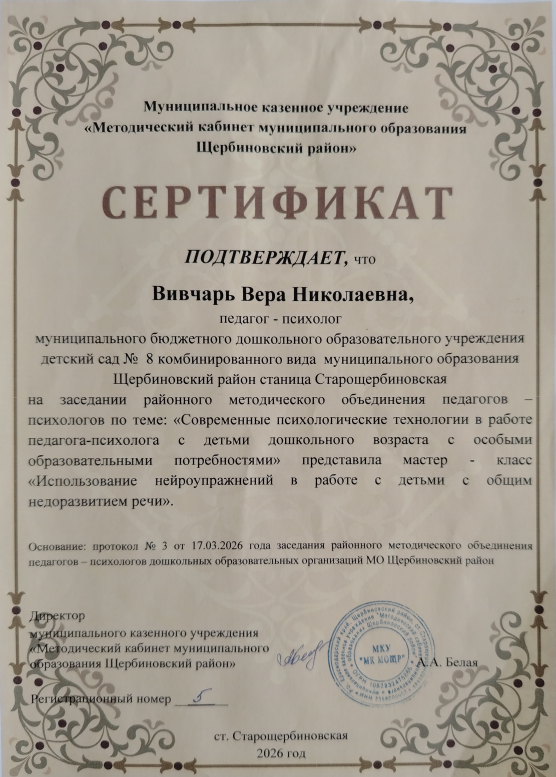 Муниципальное казенное учреждение
«Методический кабинет муниципального образования
Щербиновский район»
СЕРТИФИКАТ
ПОДТВЕРЖДАЕТ, что
Вивчарь Вера Николаевна,
педагог - психолог
муниципального бюджетного дошкольного образовательного учреждения
детский сад № 8 комбинированного вида муниципального образования
Щербиновский район станица Старощербиновская
на заседании районного методического объединения педагогов –
психологов по теме: «Современные психологические технологии в работе
педагога-психолога с детьми дошкольного возраста с особыми
образовательными потребностями» представила мастер - класс
«Использование нейроупражнений в работе с детьми с общим
недоразвитием речи».
Основание: протокол № 3 от 17.03.2026 года заседания районного методического объединения
педагогов – психологов дошкольных образовательных организаций МО Щербиновский район
Директор
муниципального казенного учреждения
«Методический кабинет муниципального
образования Щербиновский район»
МКУ
"МК МОЩР"
А.А. Белая
Регистрационный номер 5
ст. Старощербиновская
2026 год